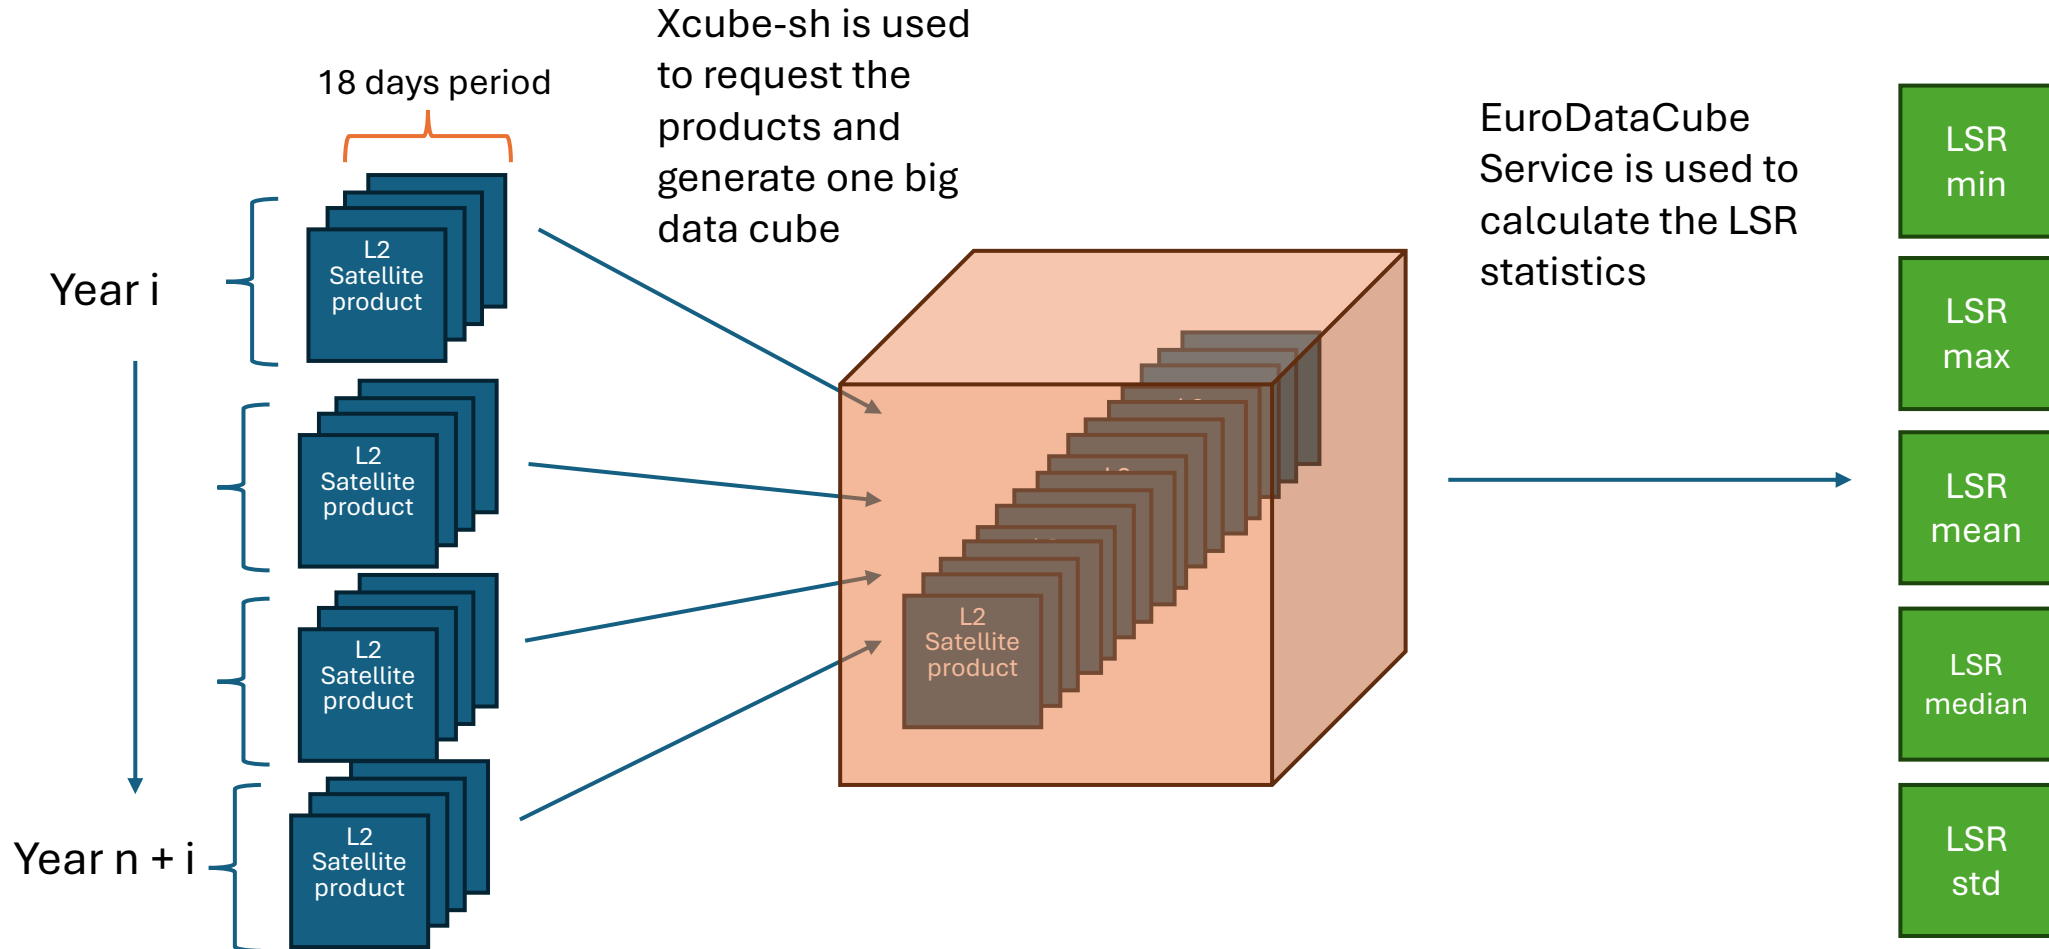 18 days period
Xcube-sh is used
to request the
products and
generate one big
data cube
EuroDataCube
Service is used to
calculate the LSR
statistics
Year i
L2
Satellite
product
L2
Satellite
product
L2
Satellite
product
Year n + i
L2
Satellite
product
L2
Satellite
product
LSR
min
LSR
max
LSR
mean
LSR
median
LSR
std